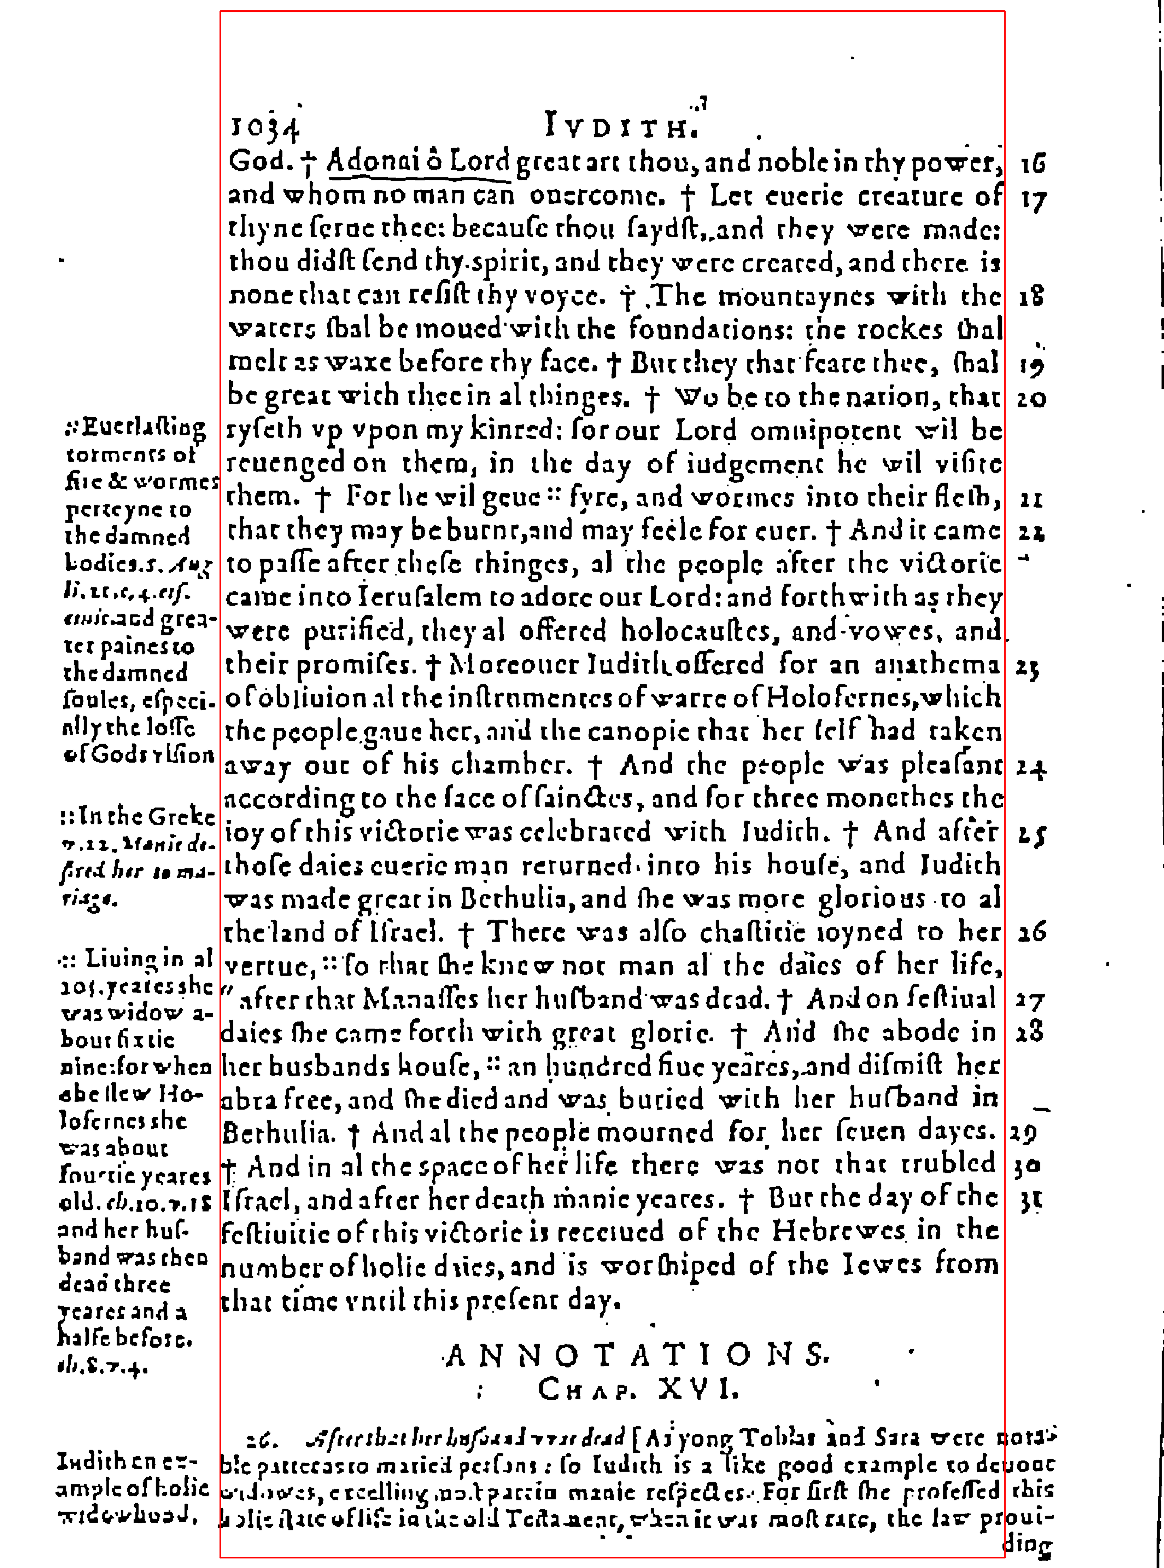 1034 IVDITH.
God. † Adonai ô Lord great art thou, and noble in thy power, 16
and whom no man can ouercome. † Let euerie creature of 17
thyne ſerue thee: becauſe thou ſaydſt, and they were made:
thou didſt ſend thy spirit, and they were created, and there is
none that can reſiſt thy voyce. † The mountaynes with the 18
waters ſhal be moued with the foundations: the rockes ſhal
melt as waxe before thy face. † But they that feare thee, ſhal 19
be great with thee in al thinges. † Wo be to the nation, that 20
ryſeth vp vpon my kinred: for our Lord omnipotent wil be
reuenged on them, in the day of iudgement he wil viſite
them. † For he wil geue :: fyre, and wormes into their fleſh, 21
that they may be burnt, and may feele for euer. † And it came 22
to paſſe after theſe thinges, al the people after the victorie
came into Ieruſalem to adore our Lord: and forthwith as they
were purified, they al offered holocauſtes, and vowes, and
their promiſes. † Moreouer Iudith offered for an anathema 23
of obliuion al the inſtrumentes of warre of Holofernes, which
the people gaue her, and the canopie that her ſelf had taken
away out of his chamber. † And the people was pleaſant 24
according to the face of ſainctes, and for three monethes the
ioy of this victorie was celebrated with Iudith. † And after 25
thoſe daies euerie man returned into his houſe, and Iudith
was made great in Bethulia, and ſhe was more glorious to al
the land of Iſrael. † There was alſo chaſtitie ioyned to her 26
vertue, :: ſo that ſhe knew not man al the daies of her life,
" after that Manaſſes her huſband was dead. † And on feſtiual 27
daies ſhe came forth with great glorie. † And ſhe abode in 28
her husbands houſe, :: an hundred fiue yeares, and diſmiſt her
abra free, and ſhe died and was buried with her huſband in
Bethulia. † And al the people mourned for her ſeuen dayes. 29
† And in al the space of her life there was not that trubled 30
Iſrael, and after her death manie yeares. † But the day of the 31
feſtiuitie of this victorie is receiued of the Hebrewes in the
number of holie daies, and is worſhiped of the Iewes from
that time vntil this preſent day.
:: Euerlaſting
torments of
fire & wormes
perteyne to
the damned
bodies. S. Aug
li. 21. c. 4. ciſ.
ciuit. and grea-
ter paines to
the damned
ſoules, eſpeci-
ally the loſſe
of Gods viſion
:: In the Greke
v. 22. Manie de-
ſired her to ma-
riage.
:: Liuing in al
105. yeares she
was widow a-
bout fixtie
nine: for when
she ſlew Ho-
lofernes she
was about
fourtie yeares
old. ch. 10. v. 18
and her huſ-
band was then
dead three
yeares and a
halfe before.
ch. 8. v. 4.
ANNOTATIONS.
CHAP. XVI.
26. After that her husband was dead [As yong Tobias and Sara were nota-
ble patterns to maried perſons: ſo Iudith is a like good example to deuout
widowes, excelling moſt part in manie reſpectes. For firſt ſhe profeſſed this
holie ſtate of life in the old Teſtament, when it was moſt rare, the law proui-
ding
Iudith en ex-
ample of holie
widowhood.